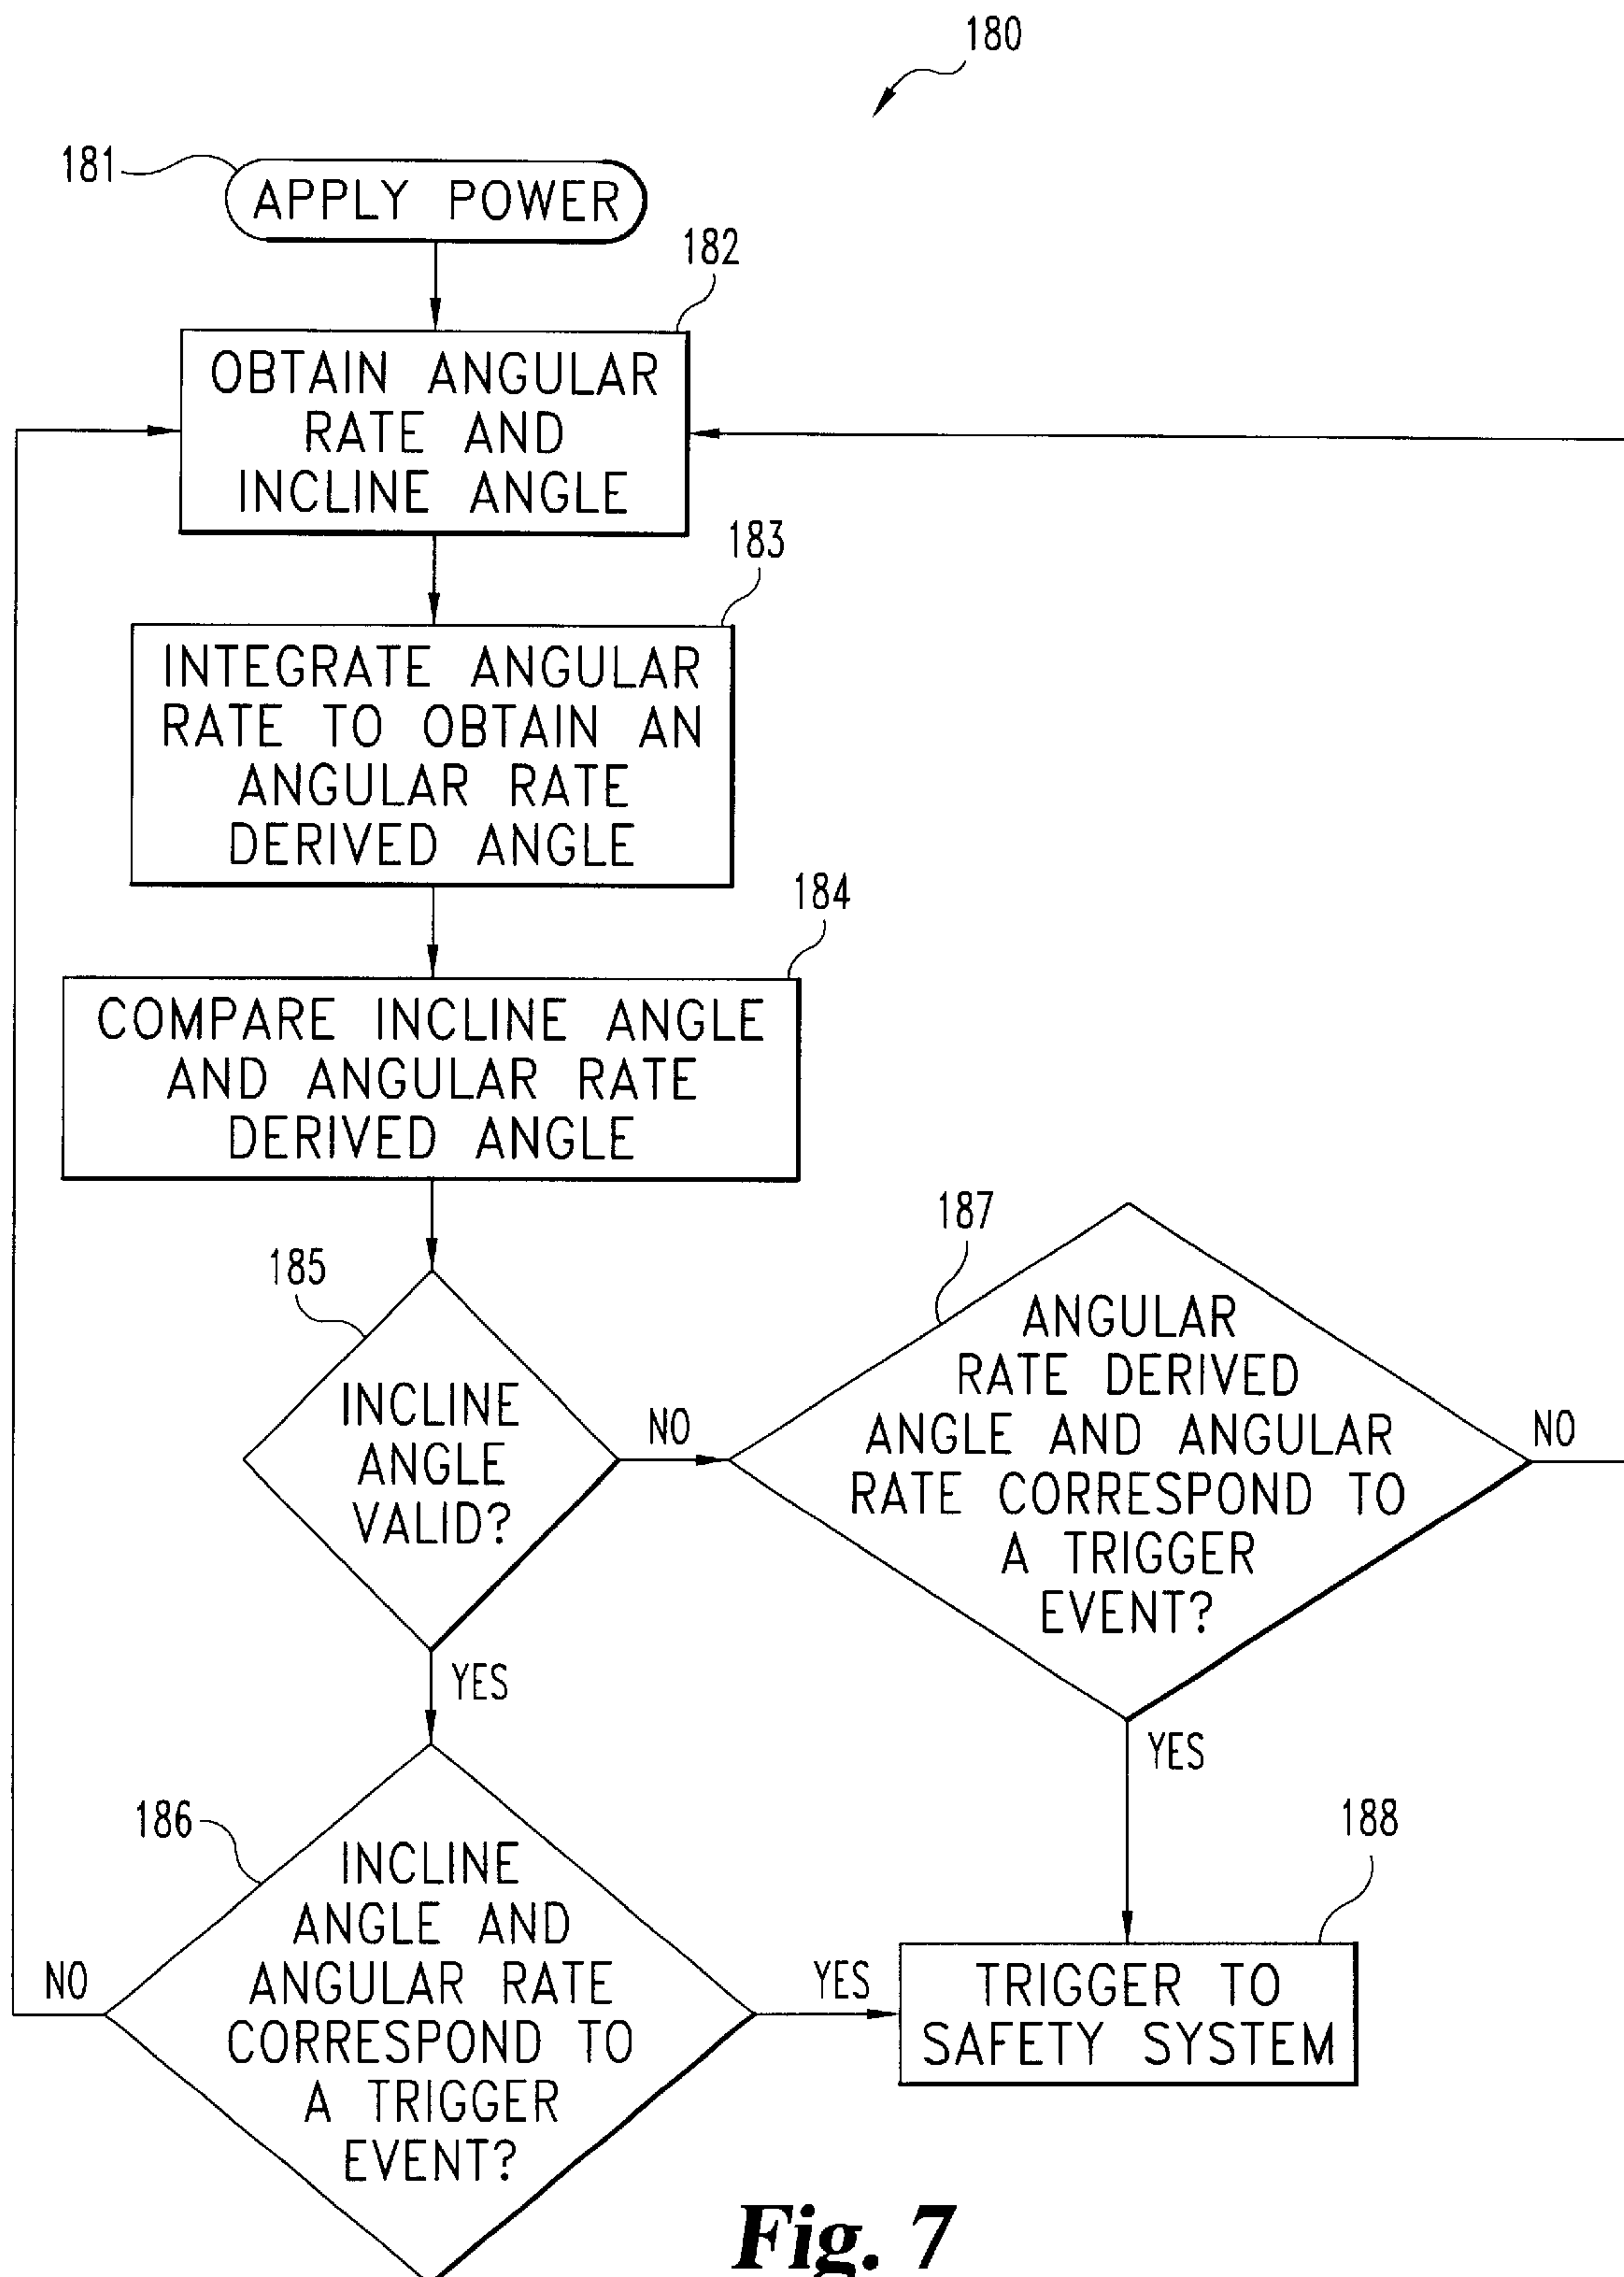 180
181
APPLY POWER
182
OBTAIN ANGULAR
RATE AND
INCLINE ANGLE
183
INTEGRATE ANGULAR
RATE TO OBTAIN AN
ANGULAR RATE
DERIVED ANGLE
184
COMPARE INCLINE ANGLE
AND ANGULAR RATE
DERIVED ANGLE
185
INCLINE
ANGLE
VALID?
NO
YES
187
ANGULAR
RATE DERIVED
ANGLE AND ANGULAR
RATE CORRESPOND TO
A TRIGGER
EVENT?
NO
YES
186
INCLINE
ANGLE AND
ANGULAR RATE
CORRESPOND TO
A TRIGGER
EVENT?
NO
YES
188
TRIGGER TO
SAFETY SYSTEM
Fig. 7